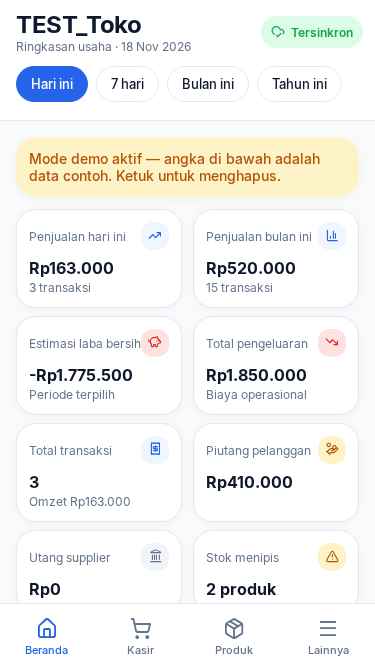 TEST_Toko
Ringkasan usaha · 18 Nov 2026
Tersinkron
Hari ini
7 hari
Bulan ini
Tahun ini
Mode demo aktif — angka di bawah adalah
data contoh. Ketuk untuk menghapus.
Penjualan hari ini
Rp163.000
3 transaksi
Penjualan bulan ini
Rp520.000
15 transaksi
Estimasi laba bersih
-Rp1.775.500
Periode terpilih
Total pengeluaran
Rp1.850.000
Biaya operasional
Total transaksi
3
Omzet Rp163.000
Piutang pelanggan
Rp410.000
Utang supplier
Rp0
Stok menipis
2 produk
Beranda
Kasir
Produk
Lainnya